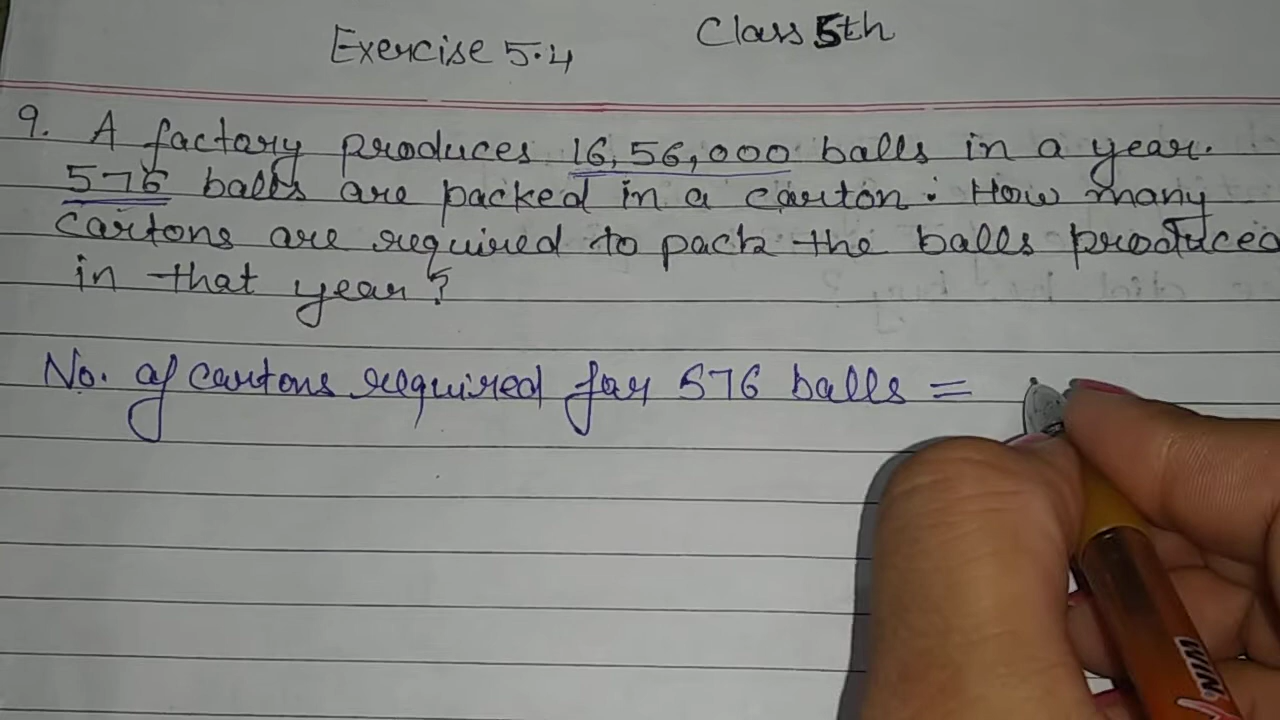 Exercise 5.4
Class 5th
9. A factory produces 16,56,000 balls in a year.
576 balls are packed in a carton. How many
cartons are required to pack the balls produced
in that year?
No. of cartons required for 576 balls =
WIN